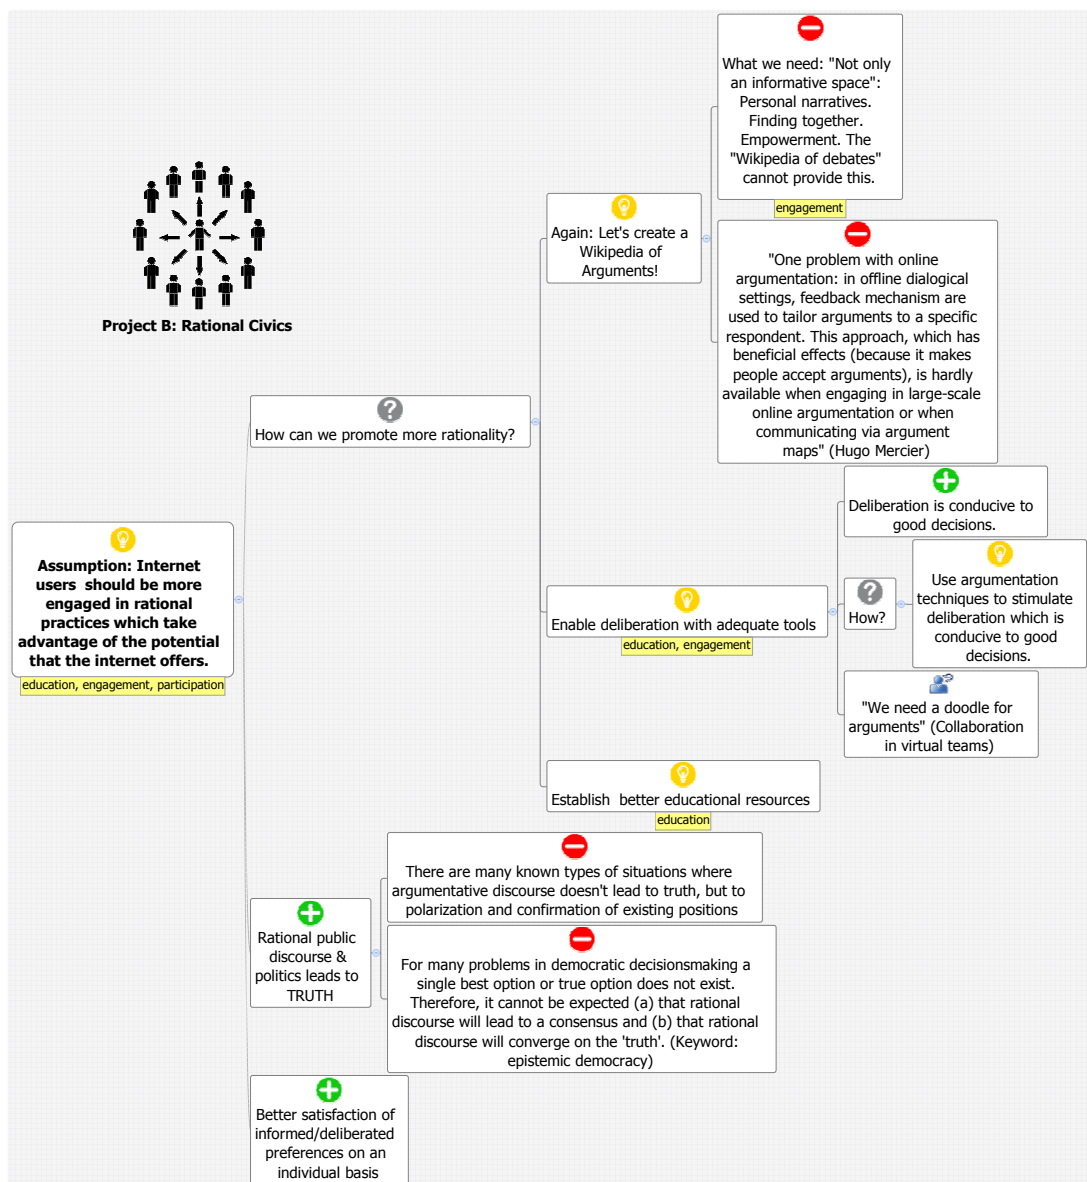 What we need: "Not only
an informative space":
Personal narratives.
Finding together.
Empowerment. The
"Wikipedia of debates"
cannot provide this.
engagement
Again: Let's create a
Wikipedia of
Arguments!
"One problem with online
argumentation: in offline dialogical
settings, feedback mechanism are
used to tailor arguments to a specific
respondent. This approach, which has
beneficial effects (because it makes
people accept arguments), is hardly
available when engaging in large-scale
online argumentation or when
communicating via argument
maps" (Hugo Mercier)
Project B: Rational Civics
How can we promote more rationality?
Deliberation is conducive to
good decisions.
Assumption: Internet
users should be more
engaged in rational
practices which take
advantage of the potential
that the internet offers.
education, engagement, participation
Enable deliberation with adequate tools
education, engagement
How?
Use argumentation
techniques to stimulate
deliberation which is
conducive to good
decisions.
"We need a doodle for
arguments" (Collaboration
in virtual teams)
Establish better educational resources
education
Rational public
discourse &
politics leads to
TRUTH
There are many known types of situations where
argumentative discourse doesn't lead to truth, but to
polarization and confirmation of existing positions
For many problems in democratic decisionsmaking a
single best option or true option does not exist.
Therefore, it cannot be expected (a) that rational
discourse will lead to a consensus and (b) that rational
discourse will converge on the 'truth'. (Keyword:
epistemic democracy)
Better satisfaction of
informed/deliberated
preferences on an
individual basis